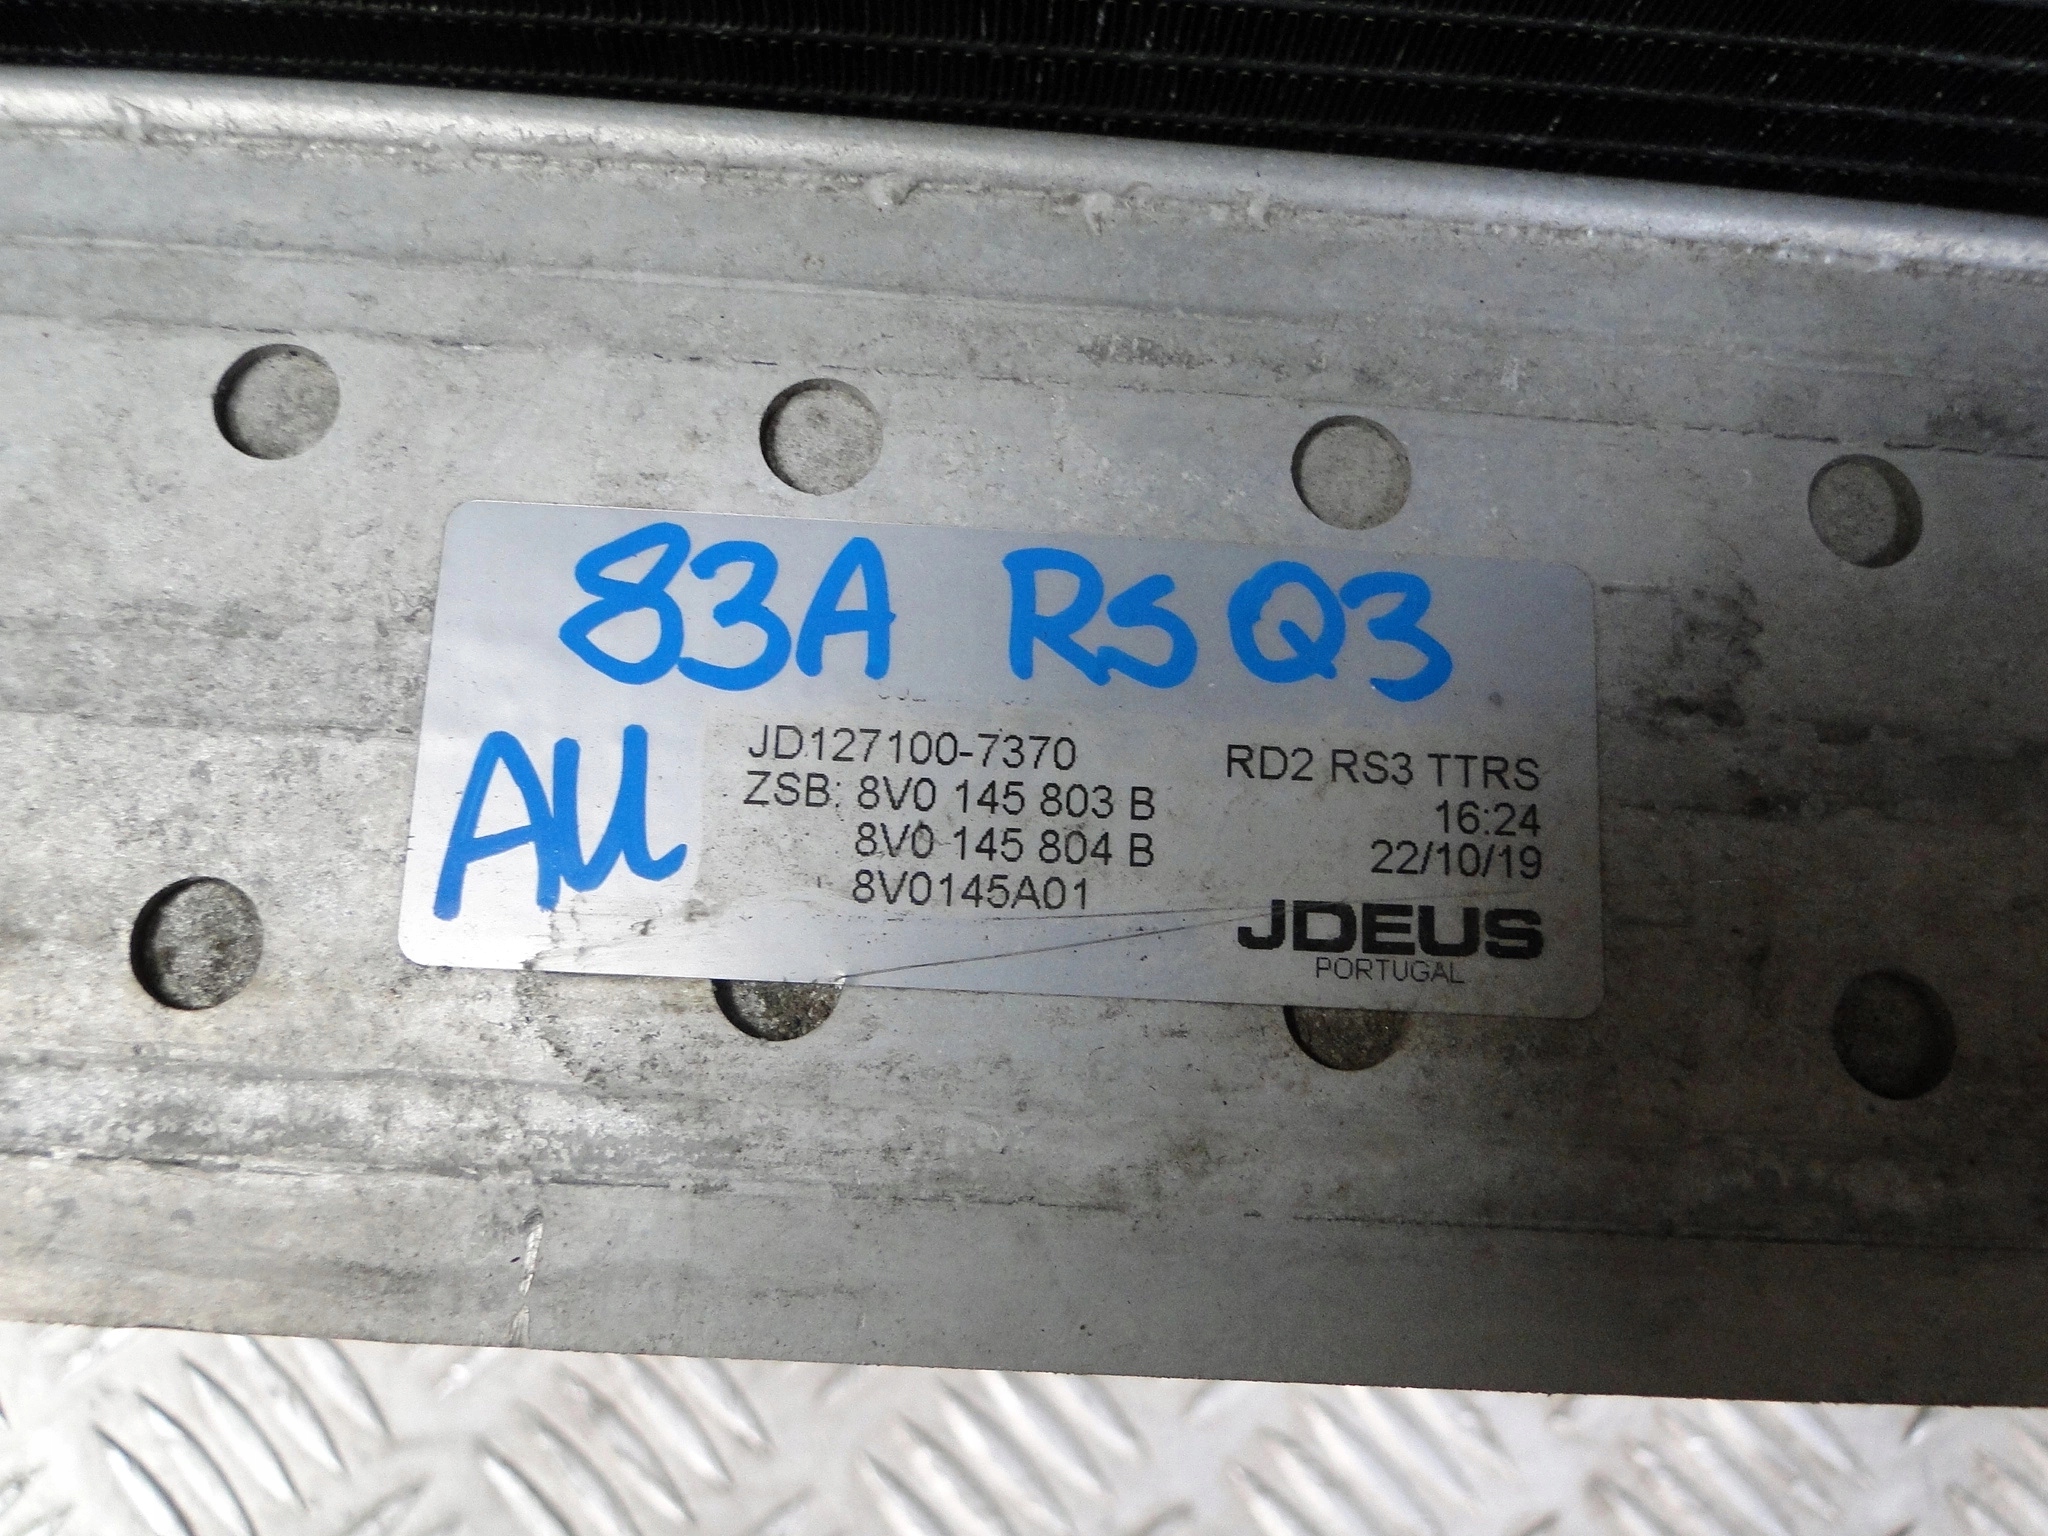 83A RS Q3
AU
JD127100-7370
ZSB: 8V0 145 803 B
8V0 145 804 B
8V0145A01
RD2 RS3 TTRS
16:24
22/10/19
JDEUS
PORTUGAL